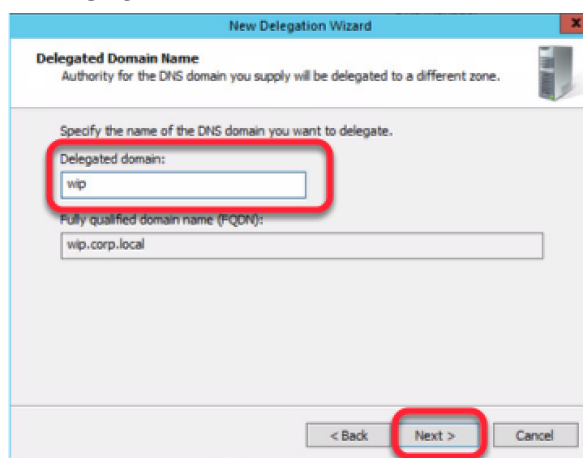 New Delegation Wizard
x
Delegated Domain Name
Authority for the DNS domain you supply will be delegated to a different zone.
Specify the name of the DNS domain you want to delegate.
Delegated domain:
wip
Fully qualified domain name (FQDN):
wip.corp.local
< Back Next > Cancel